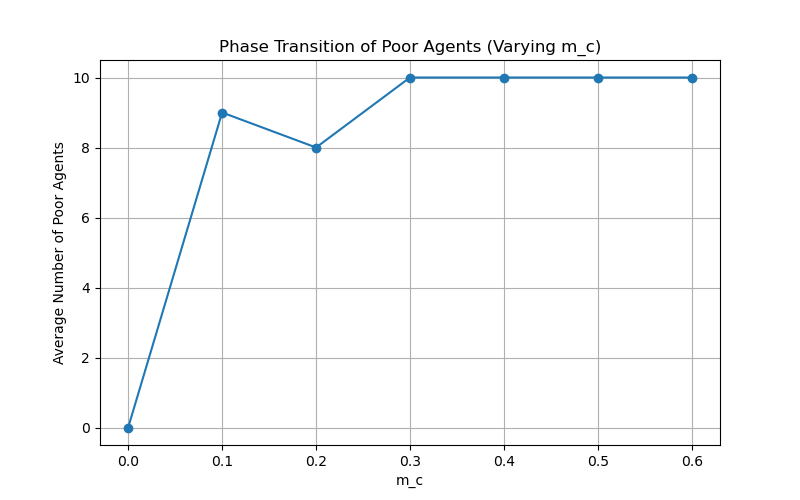 Phase Transition of Poor Agents (Varying m_c)
Average Number of Poor Agents
10
8
6
4
2
0
0.0 0.1 0.2 0.3 0.4 0.5 0.6
m_c